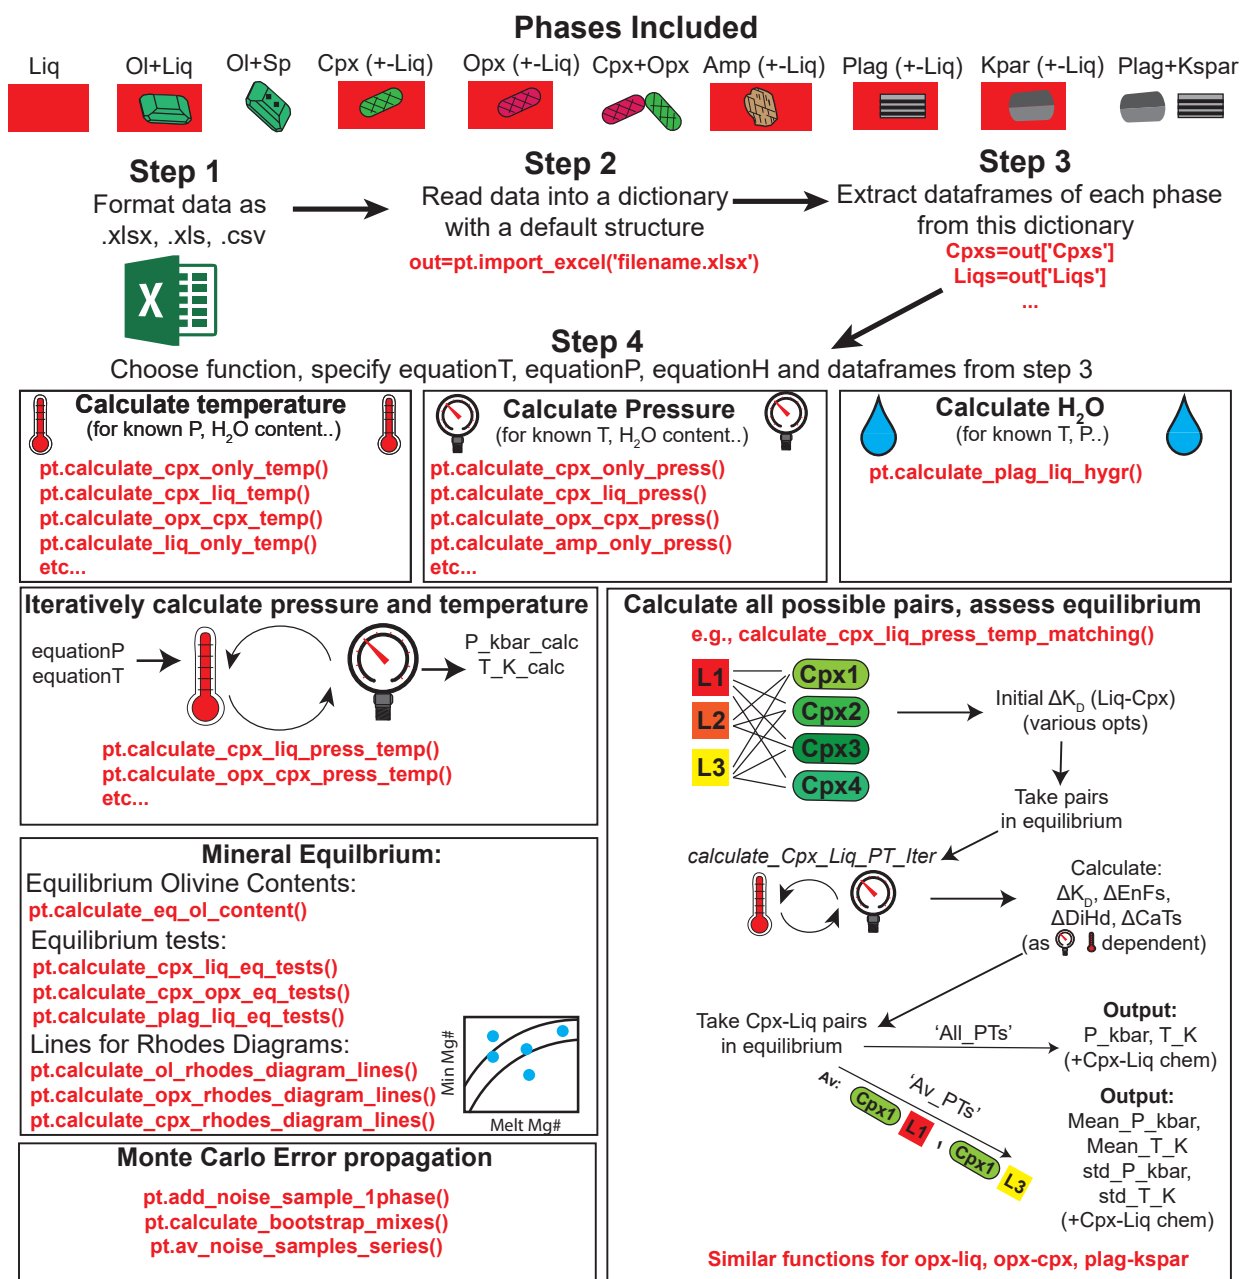 Phases Included
Liq
Ol+Liq
Ol+Sp
Cpx (+-Liq)
Opx (+-Liq)
Cpx+Opx
Amp (+-Liq)
Plag (+-Liq)
Kpar (+-Liq)
Plag+Kspar
Step 1
Format data as
.xlsx, .xls, .csv
X
Step 2
Read data into a dictionary
with a default structure
out=pt.import_excel('filename.xlsx')
Step 3
Extract dataframes of each phase
from this dictionary
Cpxs=out['Cpxs']
Liqs=out['Liqs']
...
Step 4
Choose function, specify equationT, equationP, equationH and dataframes from step 3
Calculate temperature
(for known P, H₂O content..)
pt.calculate_cpx_only_temp()
pt.calculate_cpx_liq_temp()
pt.calculate_opx_cpx_temp()
pt.calculate_liq_only_temp()
etc...
Calculate Pressure
(for known T, H₂O content..)
pt.calculate_cpx_only_press()
pt.calculate_cpx_liq_press()
pt.calculate_opx_cpx_press()
pt.calculate_amp_only_press()
etc...
Calculate H₂O
(for known T, P..)
pt.calculate_plag_liq_hygr()
Iteratively calculate pressure and temperature
equationP
equationT
P_kbar_calc
T_K_calc
pt.calculate_cpx_liq_press_temp()
pt.calculate_opx_cpx_press_temp()
etc...
Mineral Equilbrium:
Equilibrium Olivine Contents:
pt.calculate_eq_ol_content()
Equilibrium tests:
pt.calculate_cpx_liq_eq_tests()
pt.calculate_cpx_opx_eq_tests()
pt.calculate_plag_liq_eq_tests()
Lines for Rhodes Diagrams:
pt.calculate_ol_rhodes_diagram_lines()
pt.calculate_opx_rhodes_diagram_lines()
pt.calculate_cpx_rhodes_diagram_lines()
Min Mg#
Melt Mg#
Monte Carlo Error propagation
pt.add_noise_sample_1phase()
pt.calculate_bootstrap_mixes()
pt.av_noise_samples_series()
Calculate all possible pairs, assess equilibrium
e.g., calculate_cpx_liq_press_temp_matching()
L1
L2
L3
Cpx1
Cpx2
Cpx3
Cpx4
Initial ΔK_D (Liq-Cpx)
(various opts)
Take pairs
in equilibrium
calculate_Cpx_Liq_PT_Iter
Calculate:
ΔK_D, ΔEnFs,
ΔDiHd, ΔCaTs
(as dependent)
Take Cpx-Liq pairs
in equilibrium
'All_PTs'
Output:
P_kbar, T_K
(+Cpx-Liq chem)
'Av_PTs'
Av: Cpx1 L1 , Cpx1 L3
Output:
Mean_P_kbar,
Mean_T_K
std_P_kbar,
std_T_K
(+Cpx-Liq chem)
Similar functions for opx-liq, opx-cpx, plag-kspar